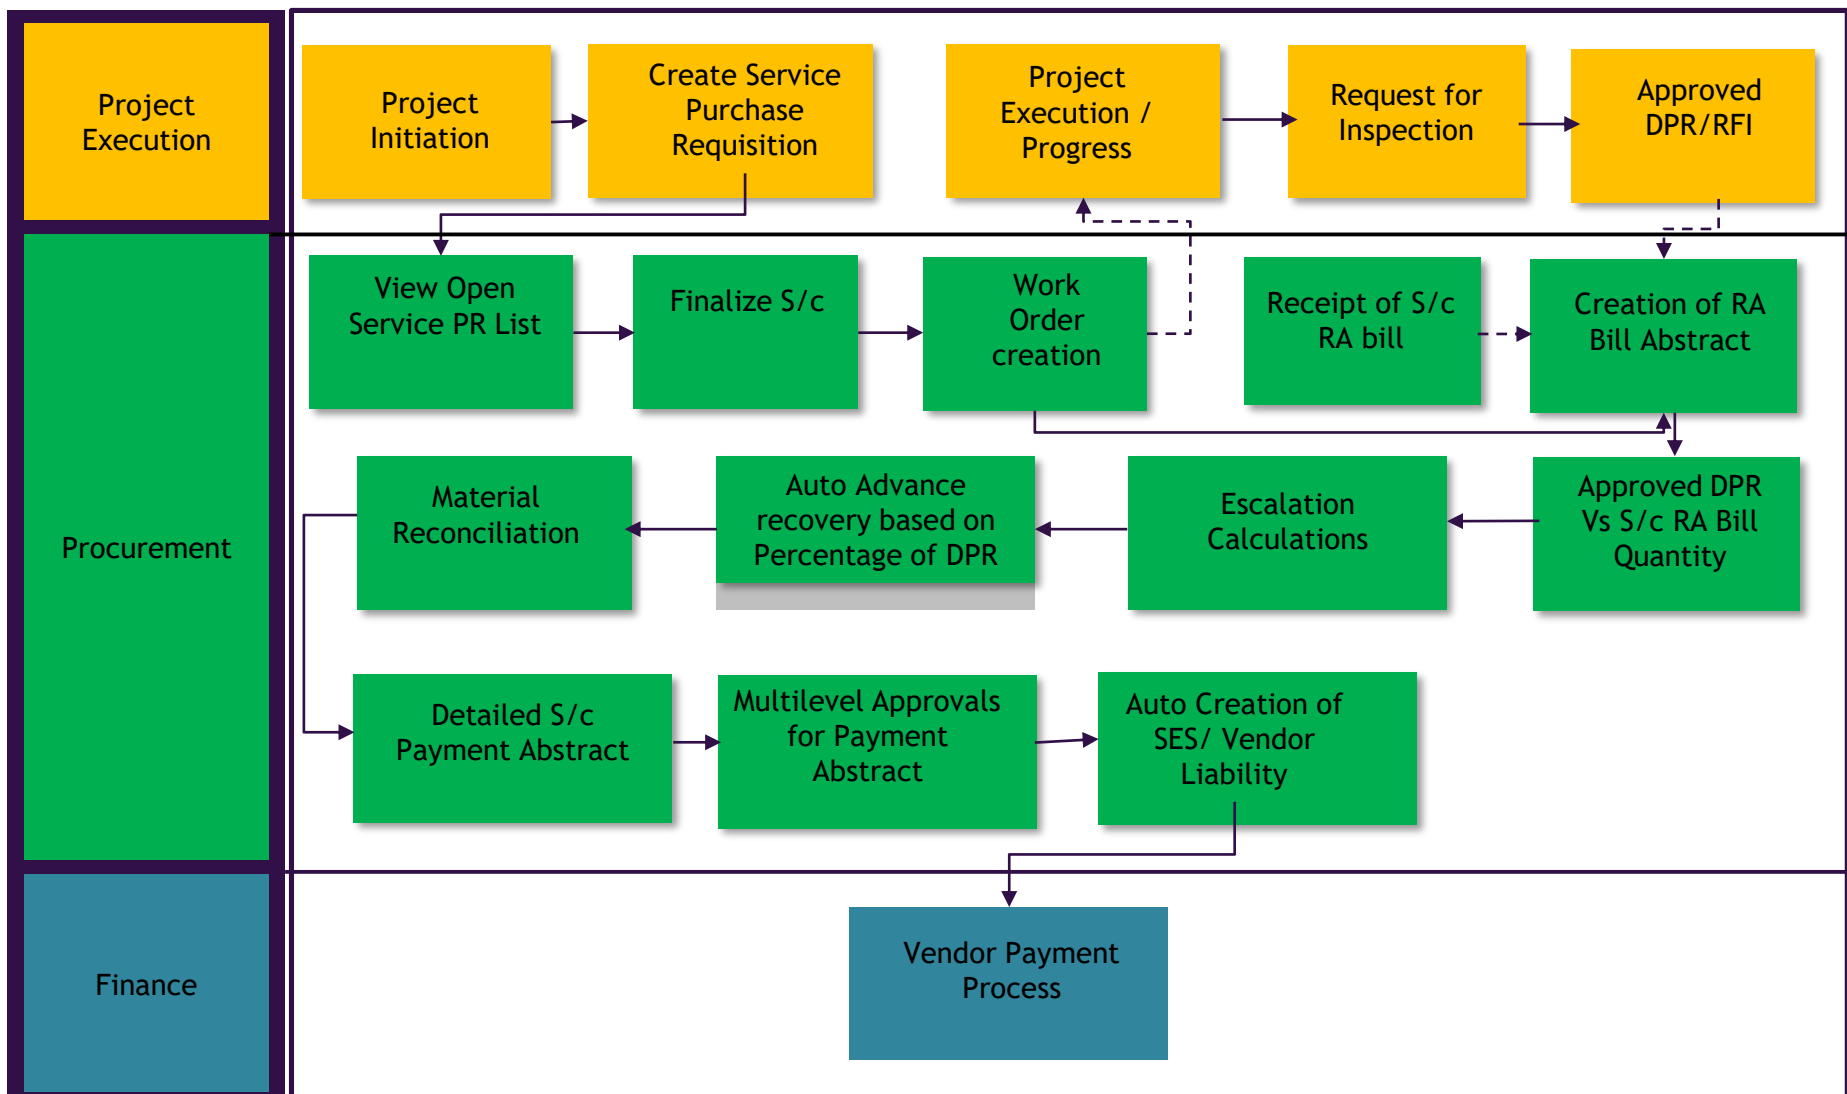 Project
Execution
Project
Initiation
Create Service
Purchase
Requisition
Project
Execution /
Progress
Request for
Inspection
Approved
DPR/RFI
Procurement
View Open
Service PR List
Finalize S/c
Work
Order
creation
Receipt of S/c
RA bill
Creation of RA
Bill Abstract
Material
Reconciliation
Auto Advance
recovery based on
Percentage of DPR
Escalation
Calculations
Approved DPR
Vs S/c RA Bill
Quantity
Detailed S/c
Payment Abstract
Multilevel Approvals
for Payment
Abstract
Auto Creation of
SES/ Vendor
Liability
Finance
Vendor Payment
Process